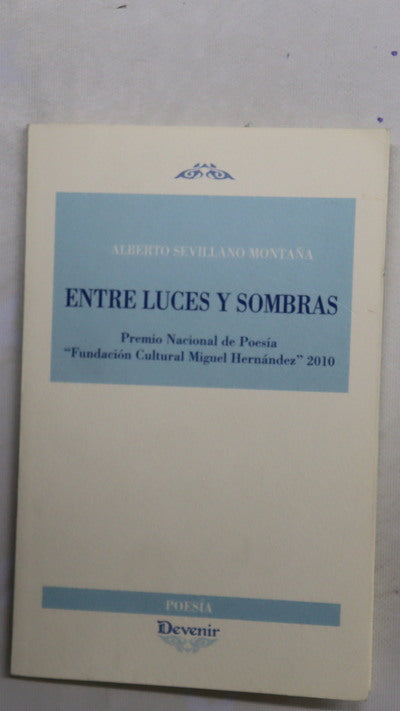 ALBERTO SEVILLANO MONTAÑA
ENTRE LUCES Y SOMBRAS
Premio Nacional de Poesía
“Fundación Cultural Miguel Hernández” 2010
POESÍA
Devenir